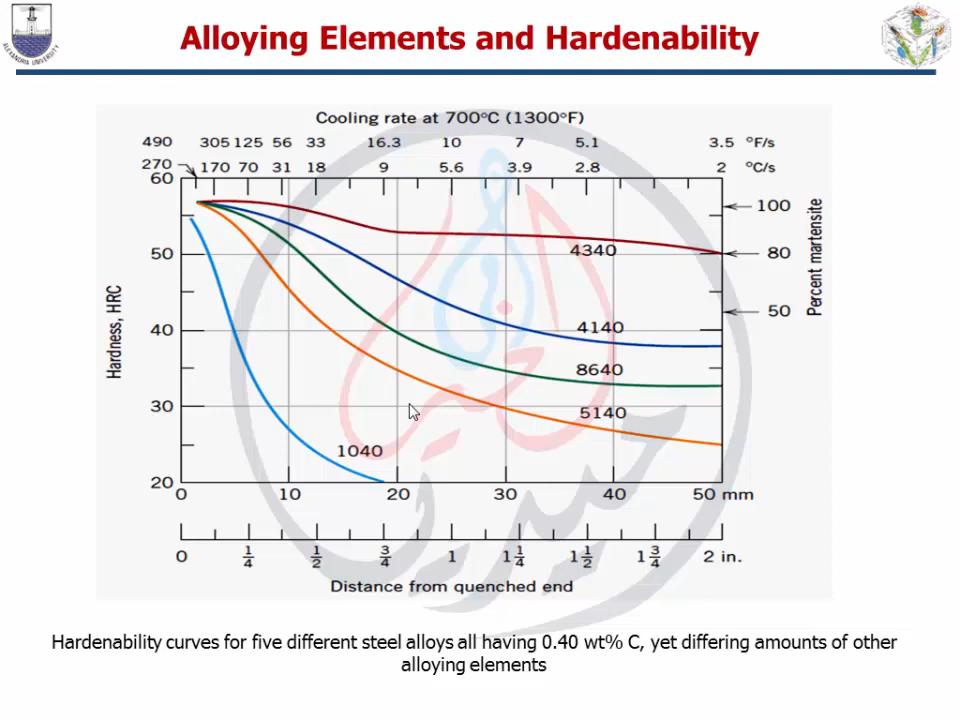 Alloying Elements and Hardenability
ALEXANDRIA UNIVERSITY
Cooling rate at 700°C (1300°F)
490 305 125 56 33 16.3 10 7 5.1 3.5 °F/s
270 170 70 31 18 9 5.6 3.9 2.8 2 °C/s
60
100
50
4340
80
50
Percent martensite
Hardness, HRC
40
4140
8640
30
5140
1040
20
0 10 20 30 40 50 mm
0 1/4 1/2 3/4 1 1 1/4 1 1/2 1 3/4 2 in.
Distance from quenched end
Hardenability curves for five different steel alloys all having 0.40 wt% C, yet differing amounts of other
alloying elements